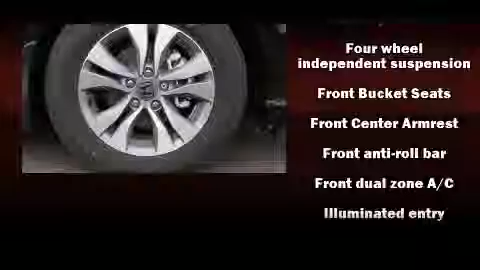 Four wheel
independent suspension
Front Bucket Seats
Front Center Armrest
Front anti-roll bar
Front dual zone A/C
Illuminated entry